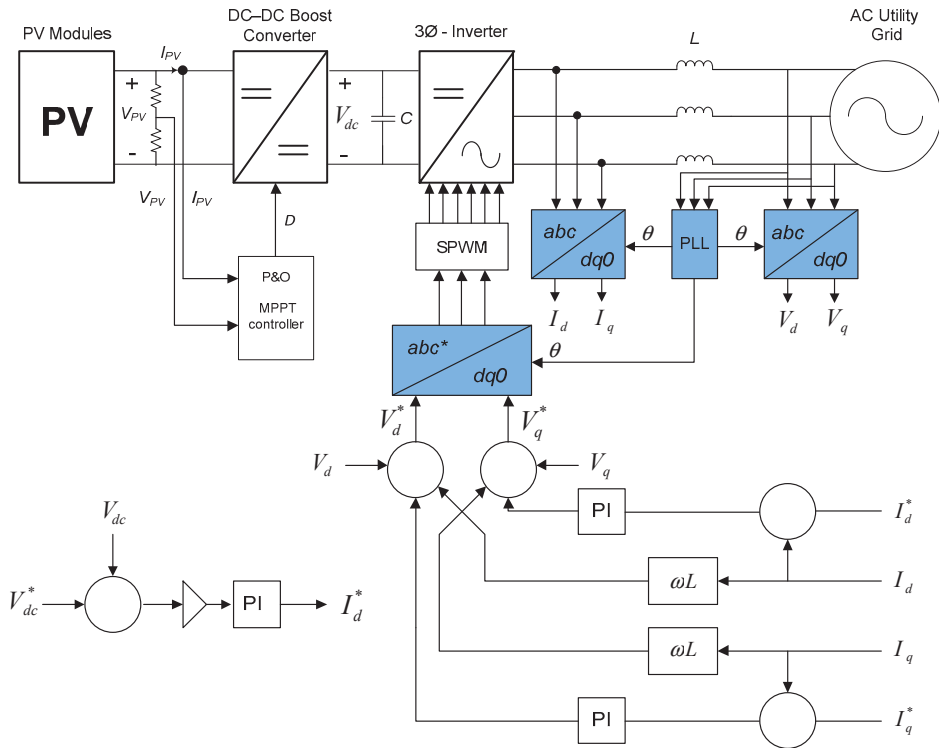 PV Modules
DC–DC Boost
Converter
3Ø - Inverter
L
AC Utility
Grid
I_PV
+
PV
V_PV
-
+
V_dc
C
-
V_PV
I_PV
D
P&O
MPPT
controller
SPWM
abc
dq0
θ
PLL
θ
abc
dq0
I_d
I_q
V_d
V_q
abc*
dq0
θ
V_d^*
V_q^*
V_d
V_q
PI
I_d^*
ωL
I_d
ωL
I_q
PI
I_q^*
V_dc
V_dc^*
PI
I_d^*